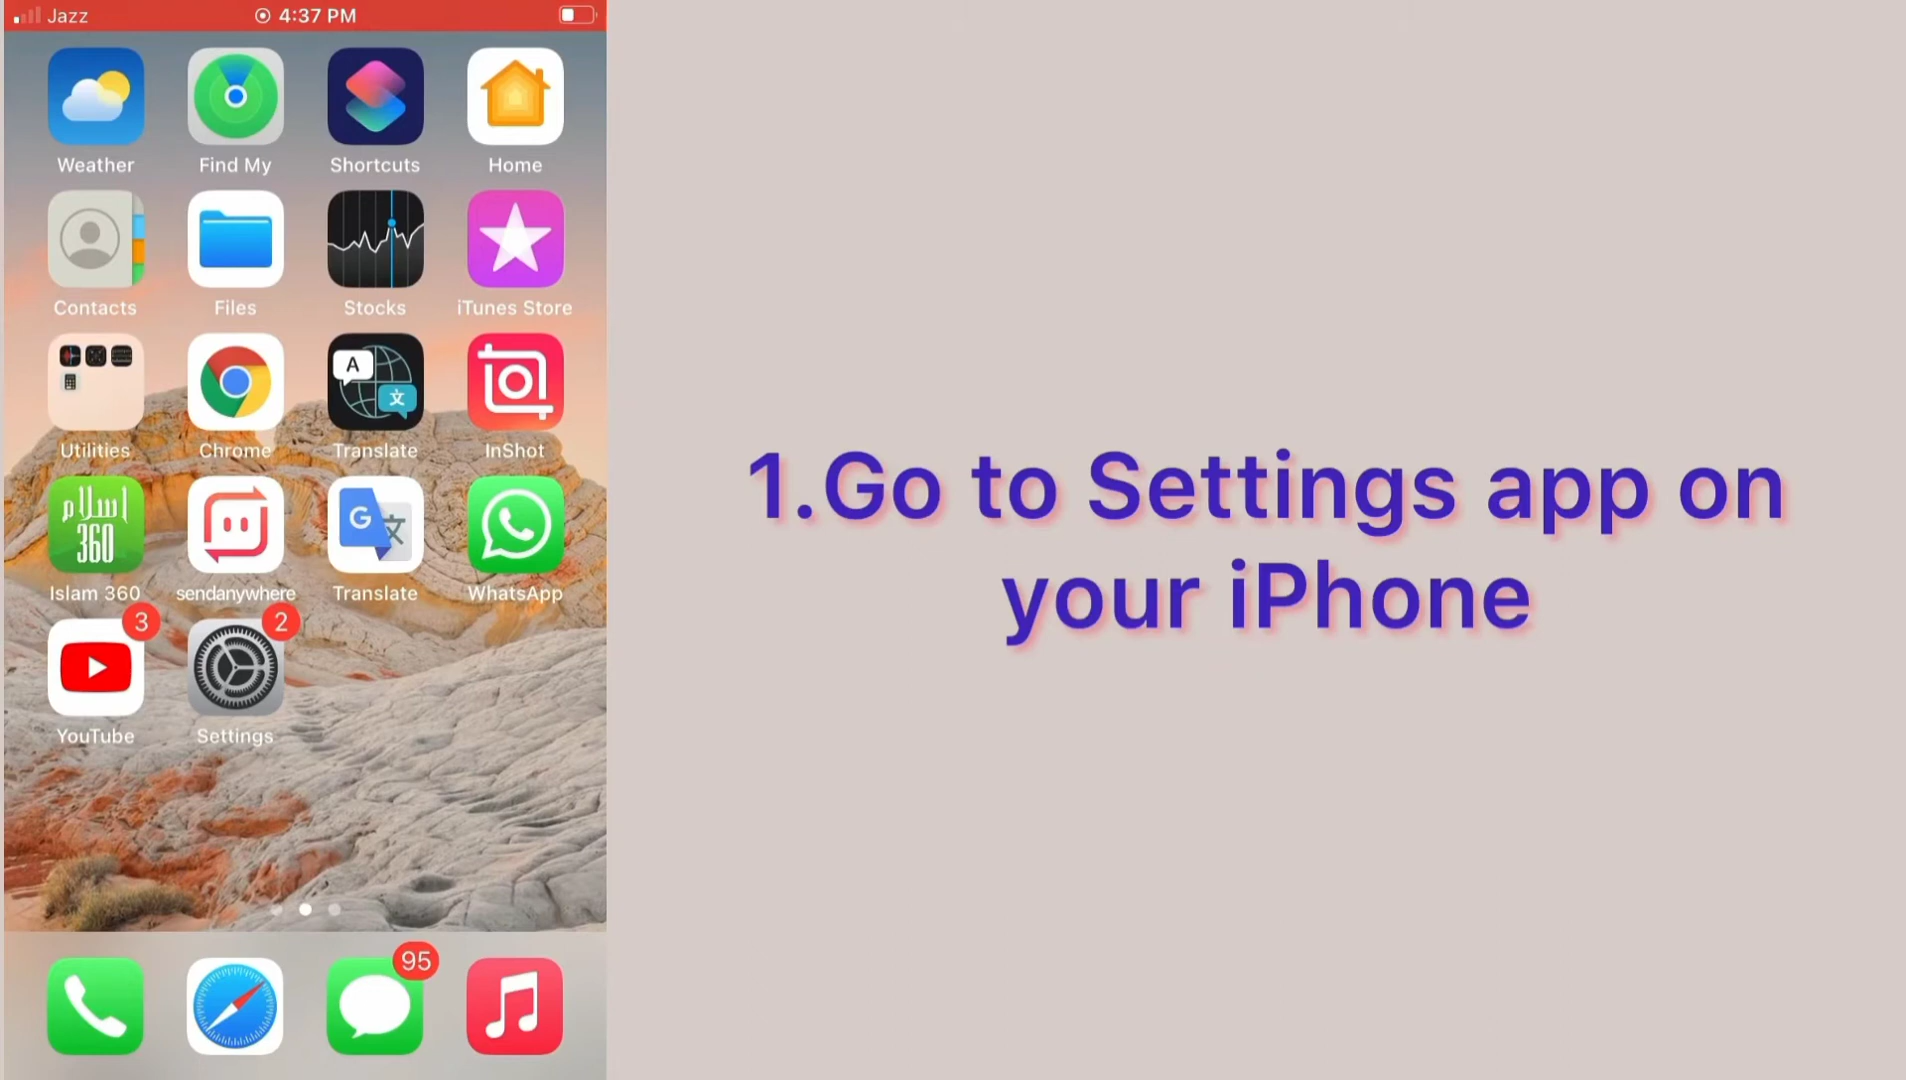 Jazz 4:37 PM
Weather Find My Shortcuts Home
Contacts Files Stocks iTunes Store
A
文
Utilities Chrome Translate InShot
اسلام
360
G
文
Islam 360 sendanywhere Translate WhatsApp
3 2
YouTube Settings
95
1.Go to Settings app on
your iPhone